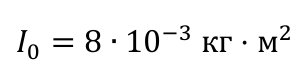 I₀ = 8 · 10⁻³ кг · м²